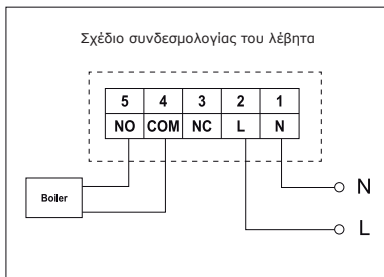 Σχέδιο συνδεσμολογίας του λέβητα
5 4 3 2 1
NO COM NC L N
Boiler
N
L